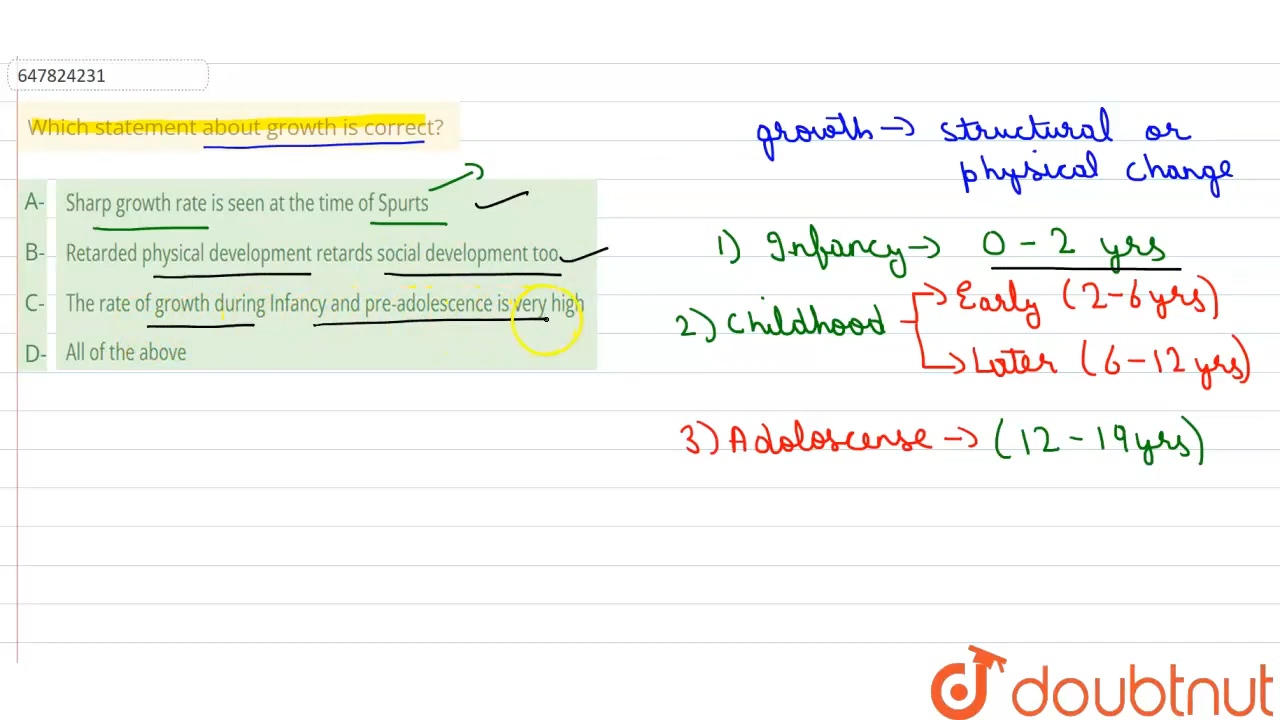 647824231
Which statement about growth is correct?
A- Sharp growth rate is seen at the time of Spurts
B- Retarded physical development retards social development too
C- The rate of growth during Infancy and pre-adolescence is very high
D- All of the above
growth → structural or
physical change
1) Infancy → 0 - 2 yrs
2) Childhood → Early (2-6 yrs)
→ Later (6-12 yrs)
3) Adoloscense → (12-19 yrs)
doubtnut